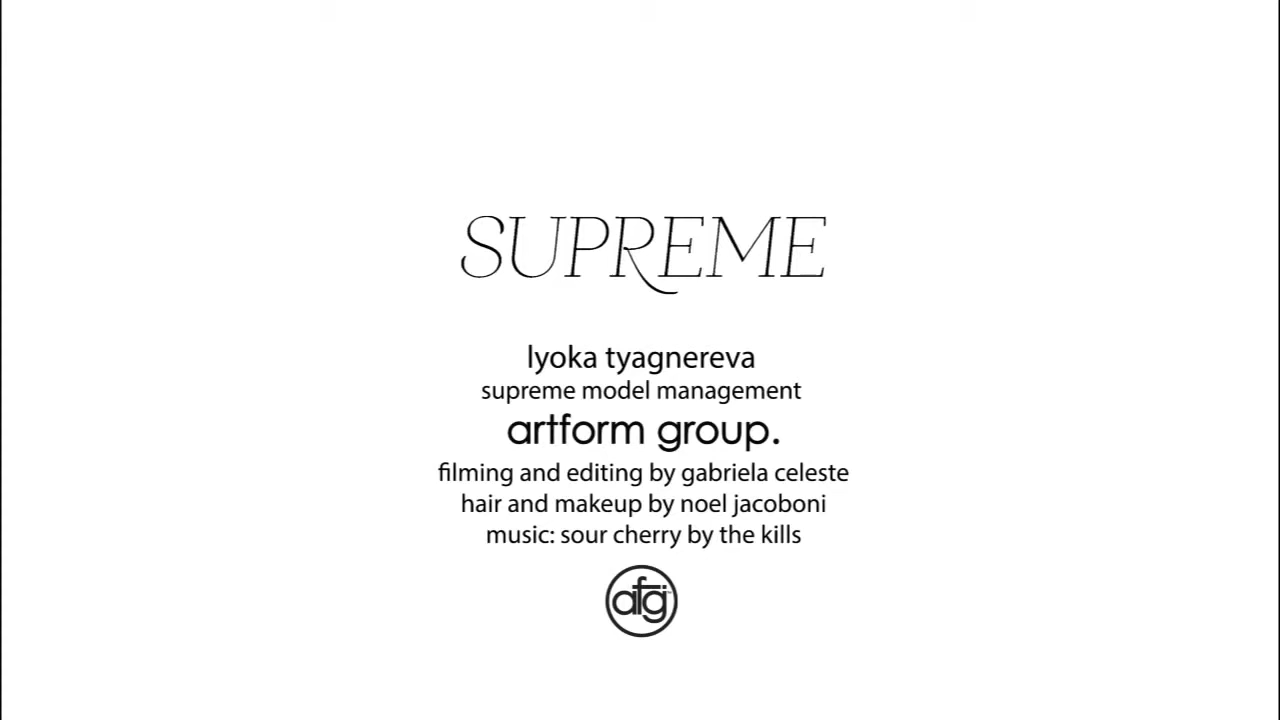 SUPREME
lyoka tyagnereva
supreme model management
artform group.
filming and editing by gabriela celeste
hair and makeup by noel jacoboni
music: sour cherry by the kills
afg